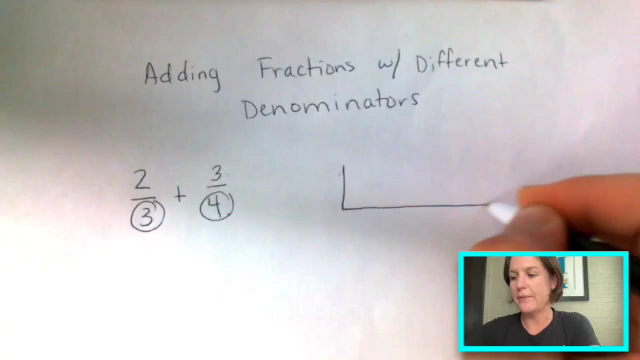 Adding Fractions w/ Different
Denominators
2/3 + 3/4